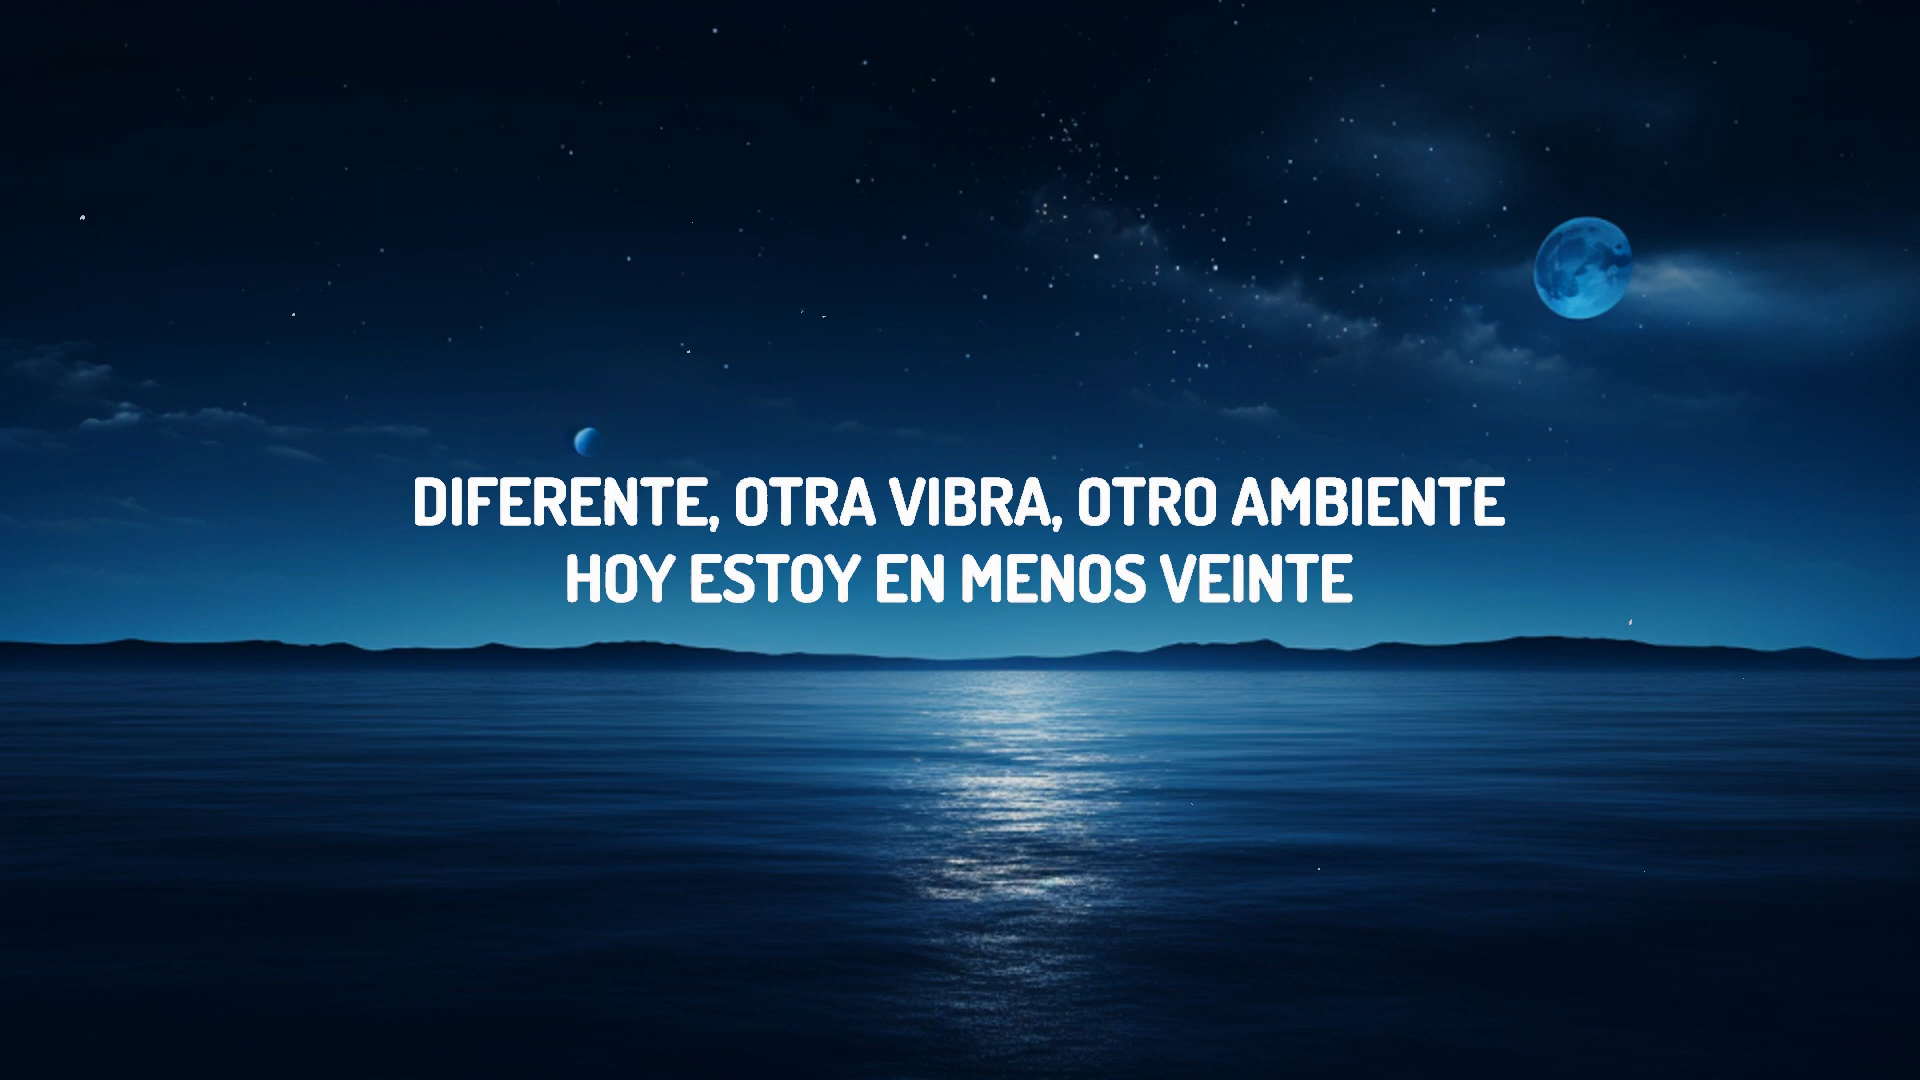 DIFERENTE, OTRA VIBRA, OTRO AMBIENTE
HOY ESTOY EN MENOS VEINTE